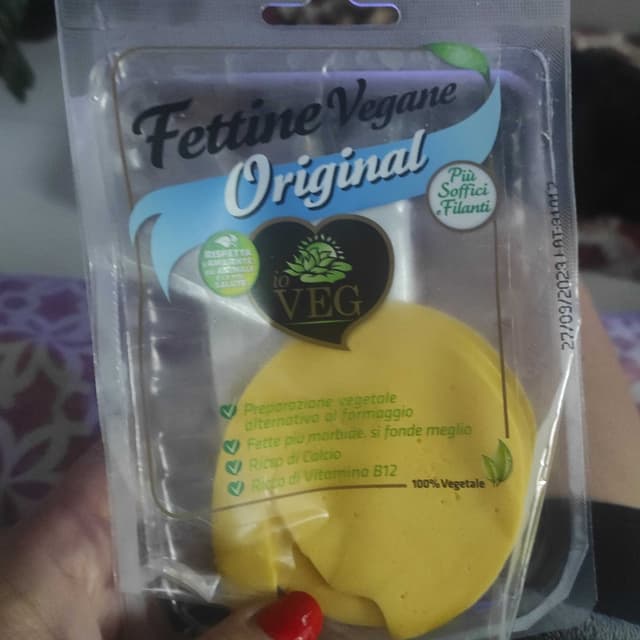 Fettine Vegane
Original
Più
Soffici
e Filanti
RISPETTA
io
VEG
27/09/2023
Preparazione vegetale
alternativa al formaggio
Fette più morbide, si fonde meglio
Ricco di Calcio
Ricco di Vitamina B12
100% Vegetale